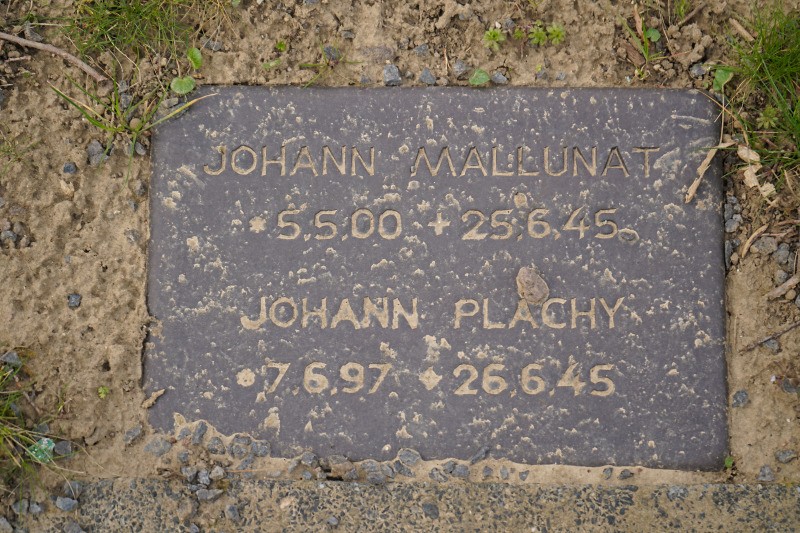 JOHANN MALLUNAT
* 5.5.00 + 25.6.45
JOHANN PLACHY
* 7.6.97 + 26.6.45